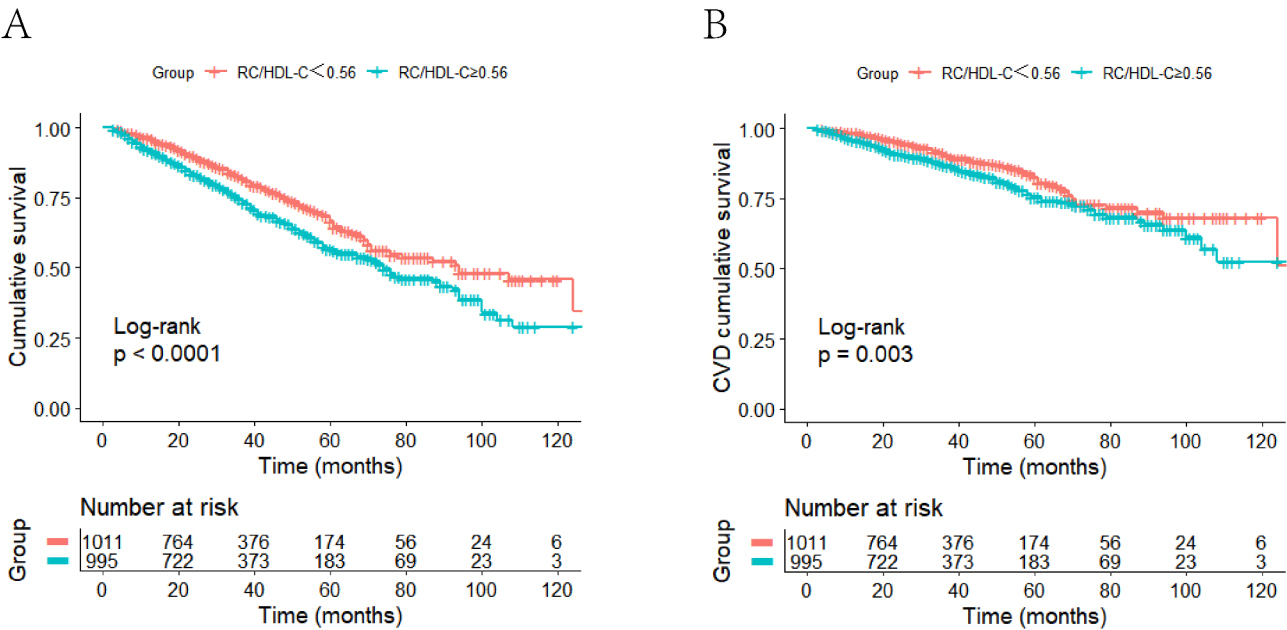 A
Group RC/HDL-C＜0.56 RC/HDL-C≥0.56
Cumulative survival
1.00
0.75
0.50
0.25
0.00
Log-rank
p < 0.0001
0 20 40 60 80 100 120
Time (months)
Number at risk
Group
1011 764 376 174 56 24 6
995 722 373 183 69 23 3
0 20 40 60 80 100 120
Time (months)
B
Group RC/HDL-C＜0.56 RC/HDL-C≥0.56
CVD cumulative survival
1.00
0.75
0.50
0.25
0.00
Log-rank
p = 0.003
0 20 40 60 80 100 120
Time (months)
Number at risk
Group
1011 764 376 174 56 24 6
995 722 373 183 69 23 3
0 20 40 60 80 100 120
Time (months)